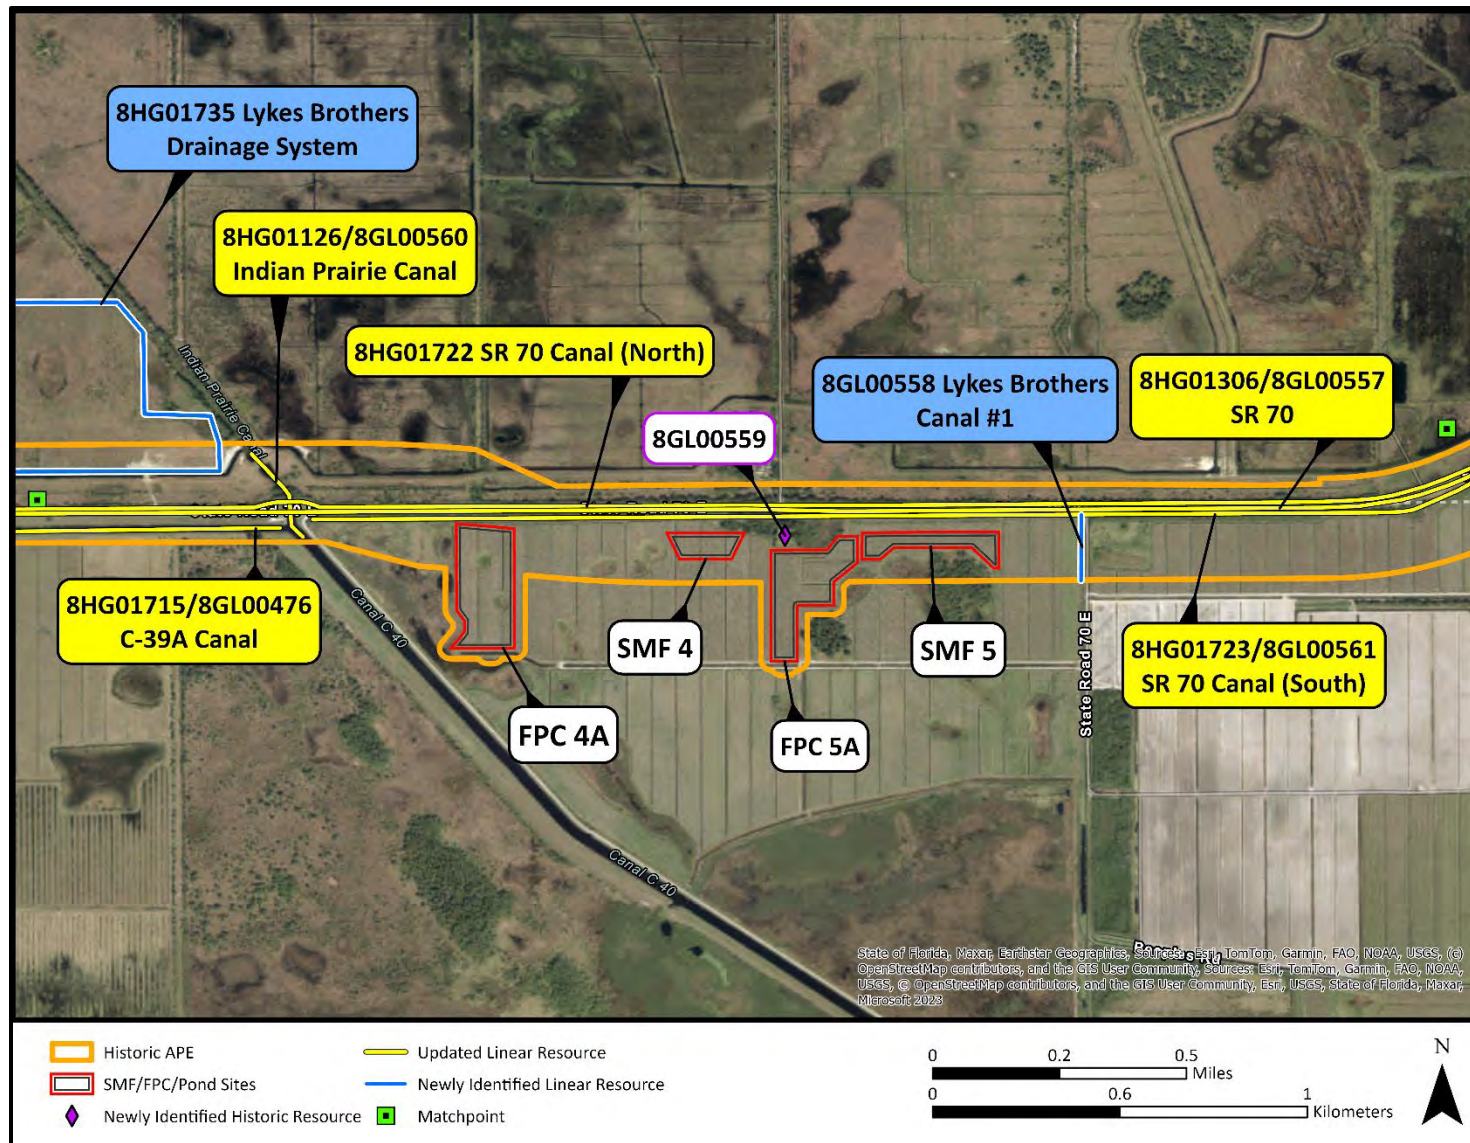 8HG01735 Lykes Brothers
Drainage System
8HG01126/8GL00560
Indian Prairie Canal
8HG01722 SR 70 Canal (North)
8GL00559
8GL00558 Lykes Brothers
Canal #1
8HG01306/8GL00557
SR 70
Indian Prairie Canal
8HG01715/8GL00476
C-39A Canal
Canal C 40
SMF 4
SMF 5
FPC 4A
FPC 5A
State Road 70 E
8HG01723/8GL00561
SR 70 Canal (South)
Canal C 40
State of Florida, Maxar, Earthstar Geographics, Sources: Esri, TomTom, Garmin, FAO, NOAA, USGS, (c)
OpenStreetMap contributors, and the GIS User Community, Sources: Esri, TomTom, Garmin, FAO, NOAA,
USGS, © OpenStreetMap contributors, and the GIS User Community, Esri, USGS, State of Florida, Maxar,
Microsoft 2023
Historic APE
SMF/FPC/Pond Sites
Newly Identified Historic Resource
Updated Linear Resource
Newly Identified Linear Resource
Matchpoint
0 0.2 0.5
Miles
0 0.6 1
Kilometers
N